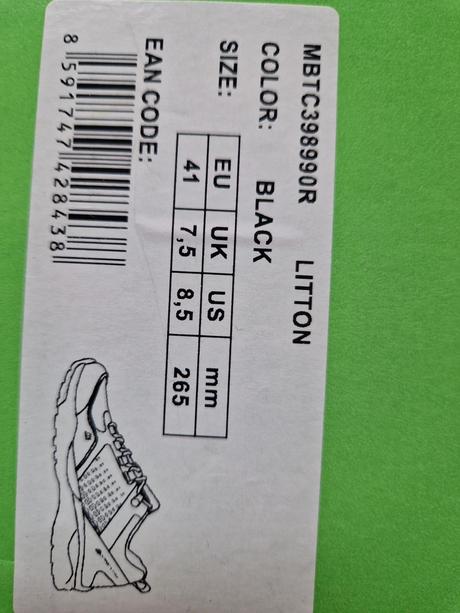 MBTC398990R LITTON
COLOR: BLACK
SIZE:
EU UK US mm
41 7,5 8,5 265
EAN CODE:
8 591747 428438